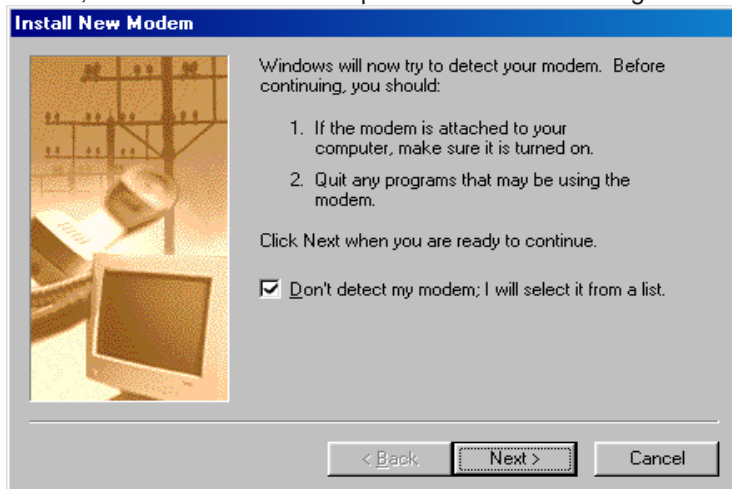 Install New Modem
Windows will now try to detect your modem. Before
continuing, you should:
1. If the modem is attached to your
computer, make sure it is turned on.
2. Quit any programs that may be using the
modem.
Click Next when you are ready to continue.
Don't detect my modem; I will select it from a list.
< Back
Next >
Cancel